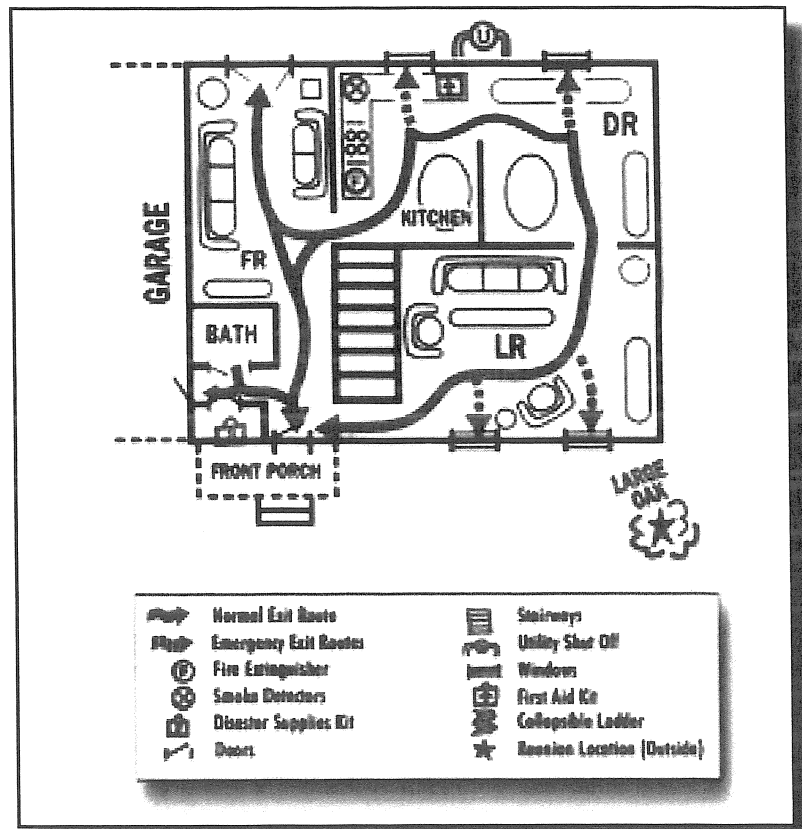 U
DR
KITCHEN
GARAGE
FR
BATH
LR
FRONT PORCH
LARGE
OAK
Normal Exit Route
Emergency Exit Routes
Fire Extinguisher
Smoke Detectors
Disaster Supplies Kit
Doors
Stairways
Utility Shut Off
Windows
First Aid Kit
Collapsible Ladder
Reunion Location (Outside)